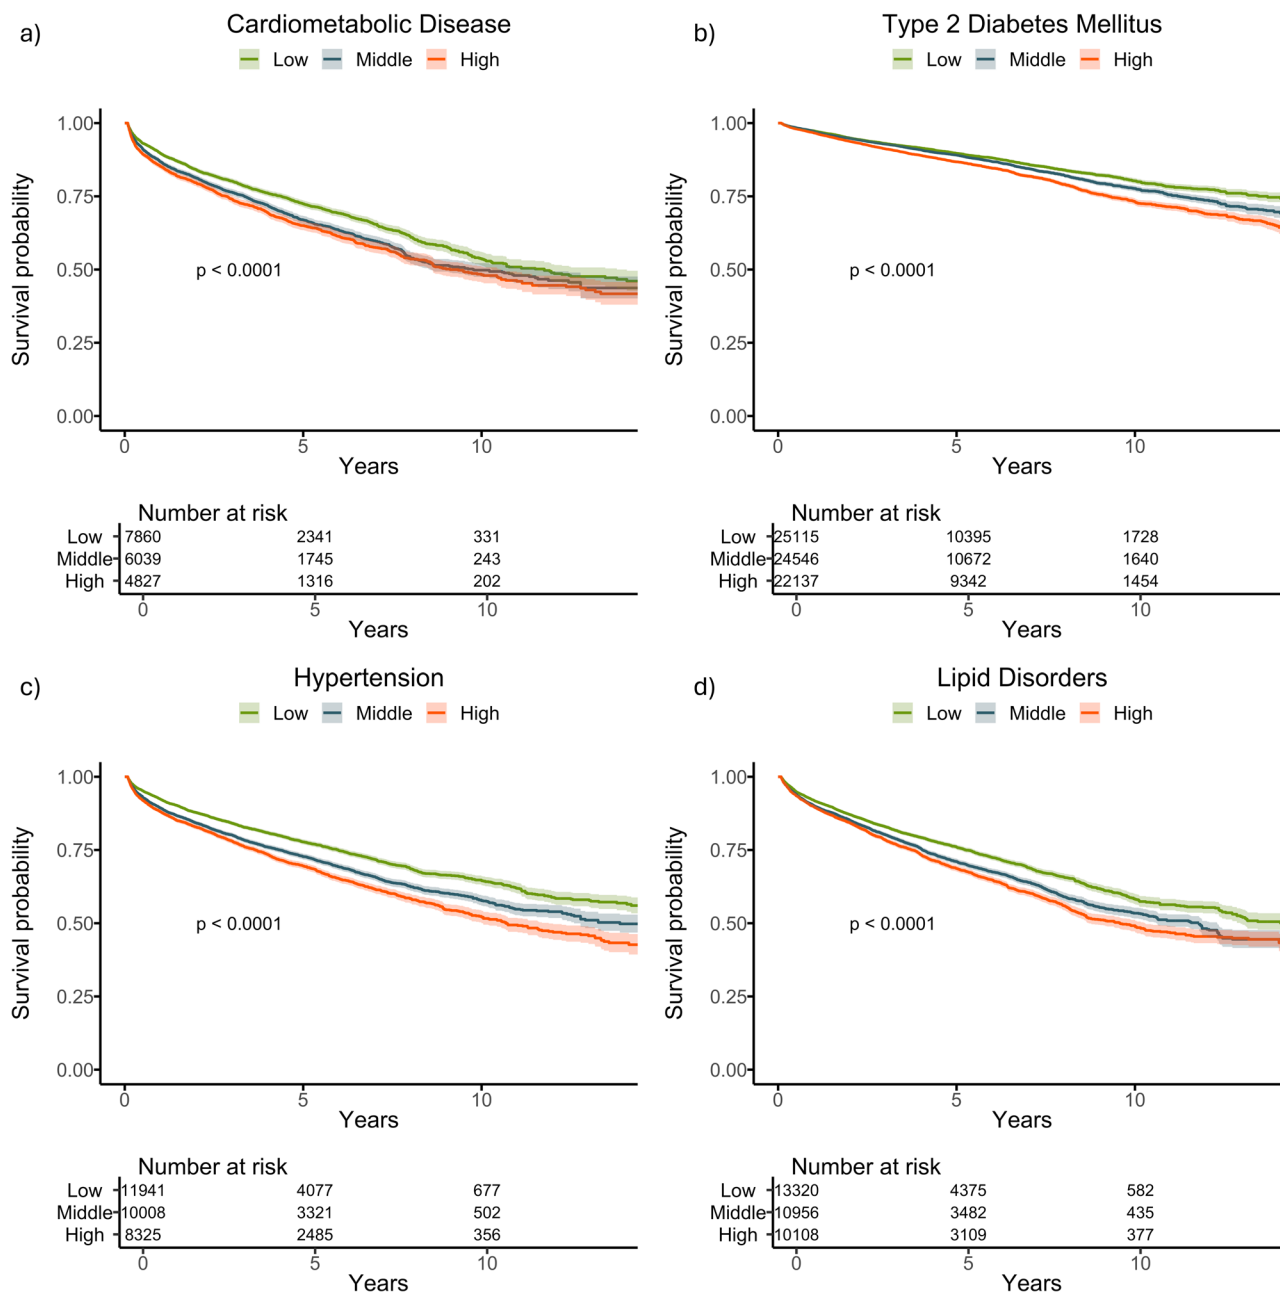 a)
Cardiometabolic Disease
Low Middle High
Survival probability
1.00
0.75
0.50
0.25
0.00
p < 0.0001
0 5 10
Years
Number at risk
Low 7860 2341 331
Middle 6039 1745 243
High 4827 1316 202
0 5 10
Years
b)
Type 2 Diabetes Mellitus
Low Middle High
Survival probability
1.00
0.75
0.50
0.25
0.00
p < 0.0001
0 5 10
Years
Number at risk
Low 25115 10395 1728
Middle 24546 10672 1640
High 22137 9342 1454
0 5 10
Years
c)
Hypertension
Low Middle High
Survival probability
1.00
0.75
0.50
0.25
0.00
p < 0.0001
0 5 10
Years
Number at risk
Low 11941 4077 677
Middle 10008 3321 502
High 8325 2485 356
0 5 10
Years
d)
Lipid Disorders
Low Middle High
Survival probability
1.00
0.75
0.50
0.25
0.00
p < 0.0001
0 5 10
Years
Number at risk
Low 13320 4375 582
Middle 10956 3482 435
High 10108 3109 377
0 5 10
Years